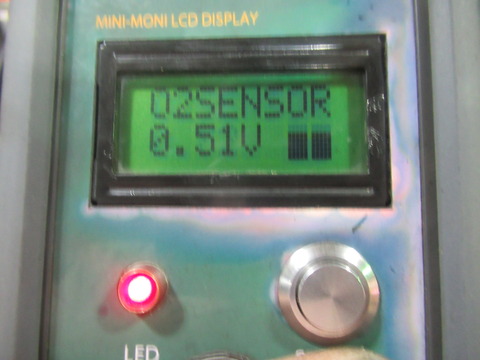 MINI-MONI LCD DISPLAY
O2SENSOR
0.51V
LED